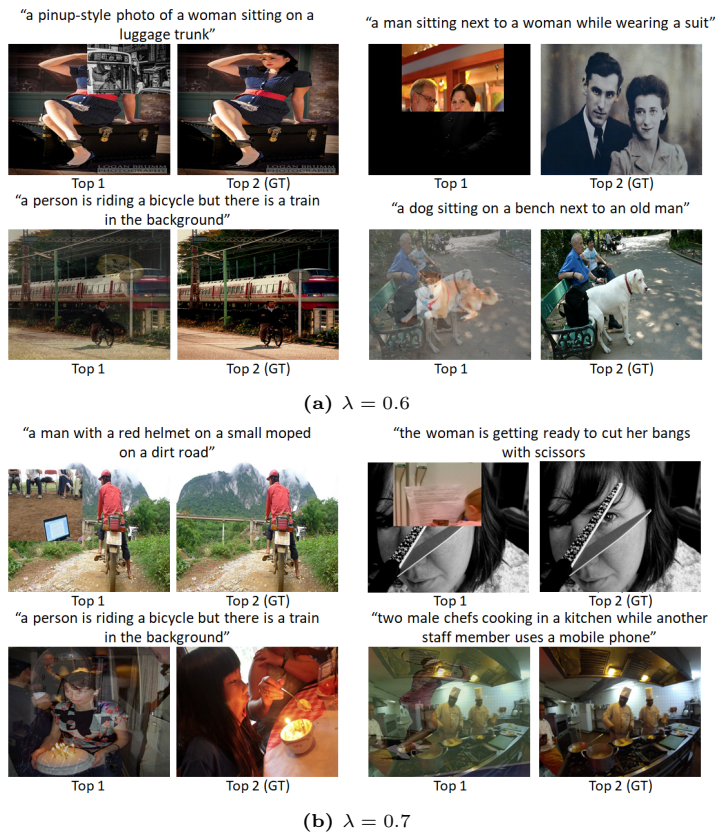 “a pinup-style photo of a woman sitting on a
luggage trunk”
“a man sitting next to a woman while wearing a suit”
LOGAN BRUMM
Top 1
LOGAN BRUMM
Top 2 (GT)
Top 1
Top 2 (GT)
“a person is riding a bicycle but there is a train
in the background”
“a dog sitting on a bench next to an old man”
Top 1
Top 2 (GT)
Top 1
Top 2 (GT)
(a) λ = 0.6
“a man with a red helmet on a small moped
on a dirt road”
“the woman is getting ready to cut her bangs
with scissors
Top 1
Top 2 (GT)
Top 1
Top 2 (GT)
“a person is riding a bicycle but there is a train
in the background”
“two male chefs cooking in a kitchen while another
staff member uses a mobile phone”
Top 1
Top 2 (GT)
Top 1
Top 2 (GT)
(b) λ = 0.7